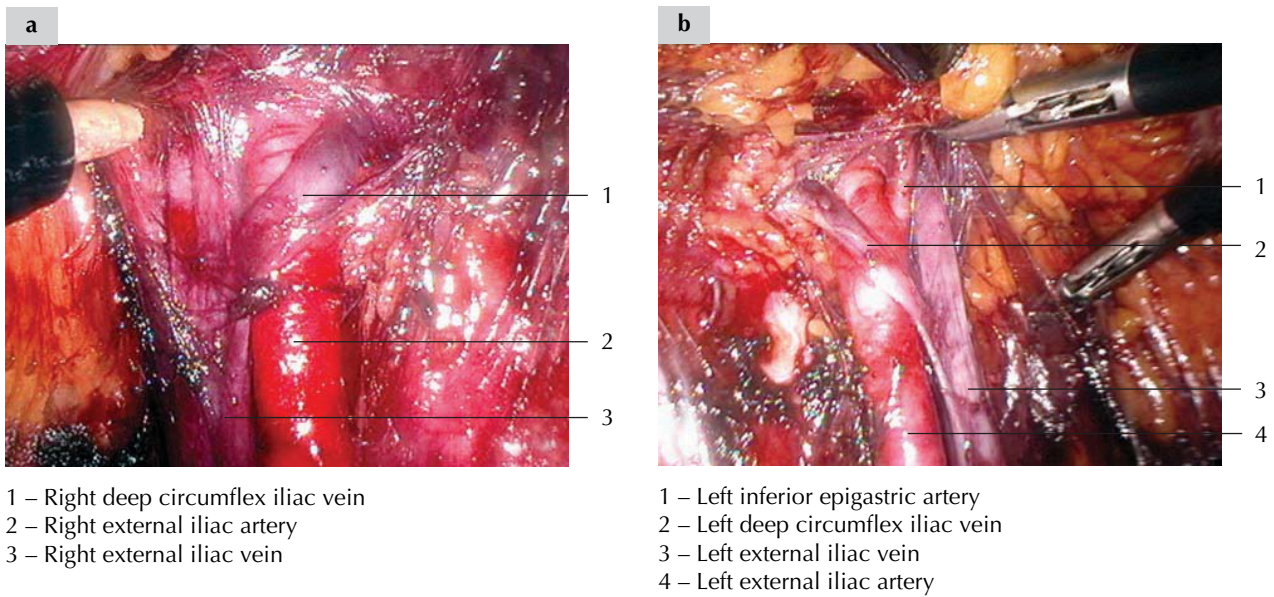 a
1
2
3
1 – Right deep circumflex iliac vein
2 – Right external iliac artery
3 – Right external iliac vein
b
1
2
3
4
1 – Left inferior epigastric artery
2 – Left deep circumflex iliac vein
3 – Left external iliac vein
4 – Left external iliac artery